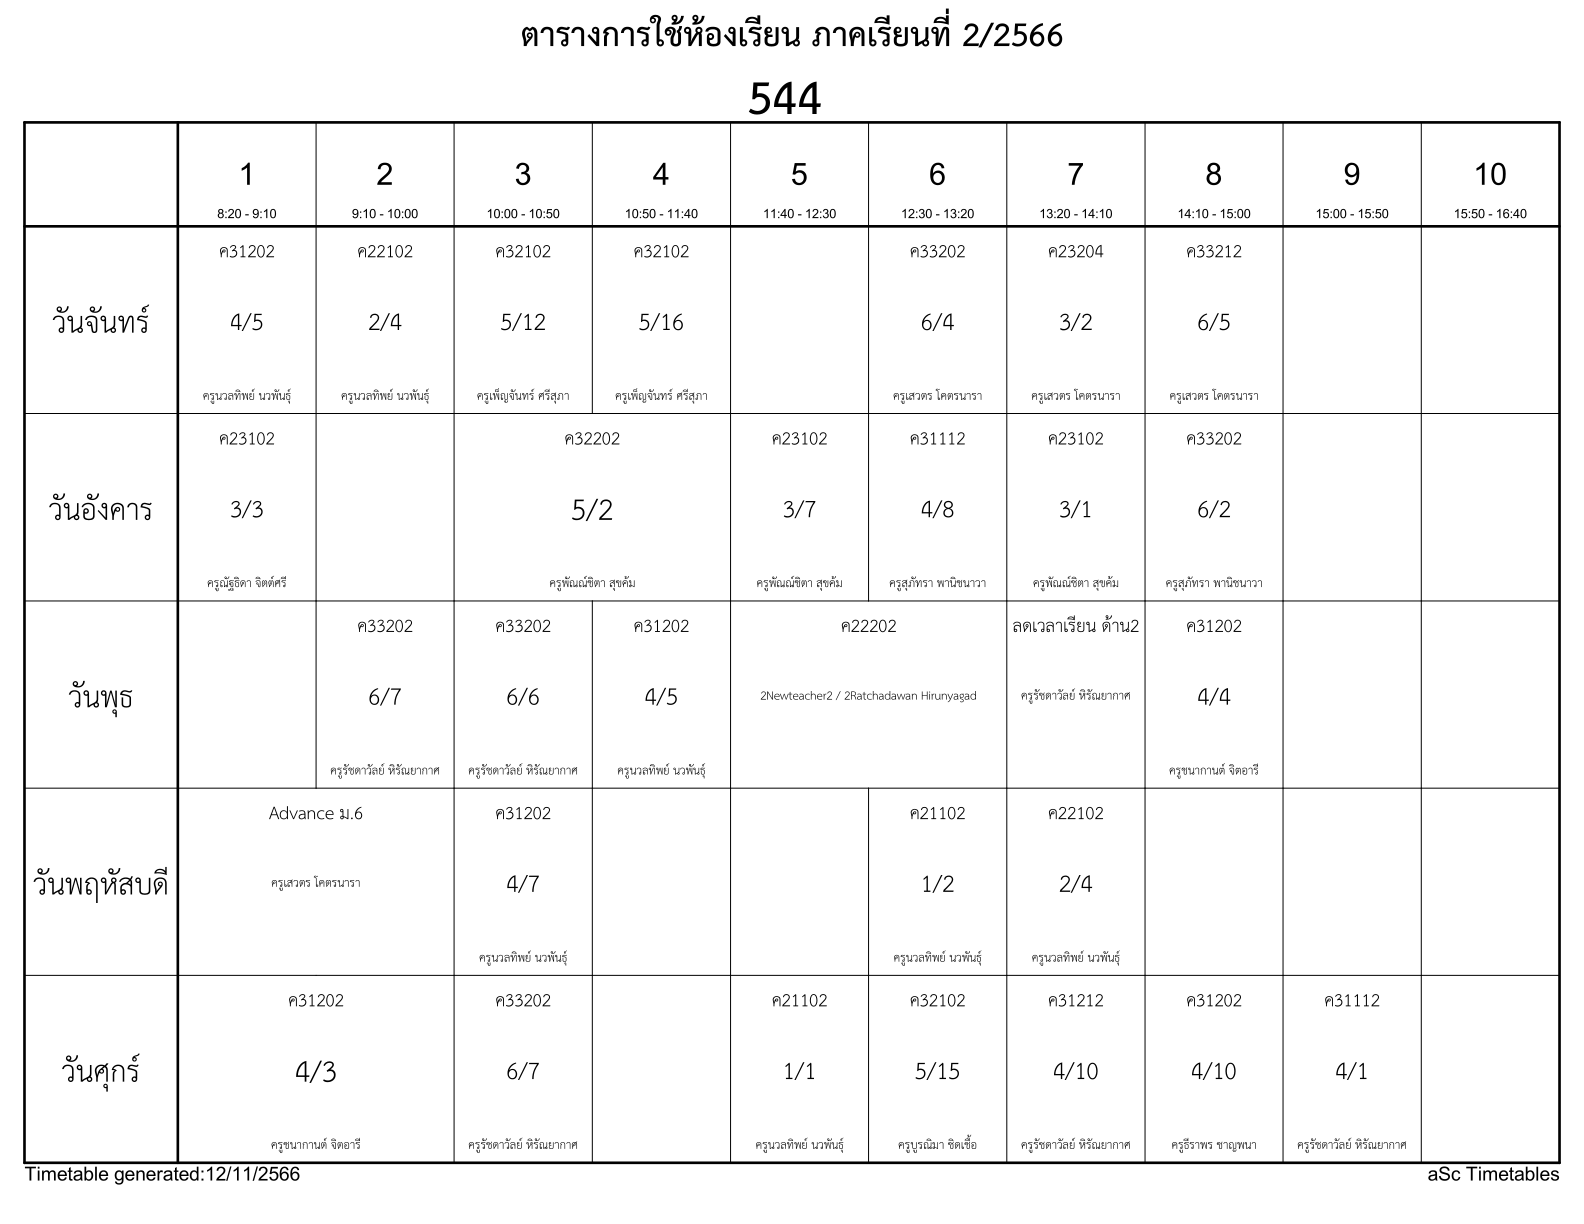 ตารางการใช้ห้องเรียน ภาคเรียนที่ 2/2566
544
1 2 3 4 5 6 7 8 9 10
8:20 - 9:10 9:10 - 10:00 10:00 - 10:50 10:50 - 11:40 11:40 - 12:30 12:30 - 13:20 13:20 - 14:10 14:10 - 15:00 15:00 - 15:50 15:50 - 16:40
ค31202 ค22102 ค32102 ค32102 ค33202 ค23204 ค33212
วันจันทร์ 4/5 2/4 5/12 5/16 6/4 3/2 6/5
ครูนวลทิพย์ นวพันธุ์ ครูนวลทิพย์ นวพันธุ์ ครูเพ็ญจันทร์ ศรีสุภา ครูเพ็ญจันทร์ ศรีสุภา ครูเสวตร โคตรนารา ครูเสวตร โคตรนารา ครูเสวตร โคตรนารา
ค23102 ค32202 ค23102 ค31112 ค23102 ค33202
วันอังคาร 3/3 5/2 3/7 4/8 3/1 6/2
ครูณัฐธิดา จิตต์ศรี ครูพัณณ์ชิตา สุขค้ม ครูพัณณ์ชิตา สุขค้ม ครูสุภัทรา พานิชนาวา ครูพัณณ์ชิตา สุขค้ม ครูสุภัทรา พานิชนาวา
ค33202 ค33202 ค31202 ค22202 ลดเวลาเรียน ด้าน2 ค31202
วันพุธ 6/7 6/6 4/5 2Newteacher2 / 2Ratchadawan Hirunyagad ครูรัชดาวัลย์ หิรัณยากาศ 4/4
ครูรัชดาวัลย์ หิรัณยากาศ ครูรัชดาวัลย์ หิรัณยากาศ ครูนวลทิพย์ นวพันธุ์ ครูชนากานต์ จิตอารี
Advance ม.6 ค31202 ค21102 ค22102
วันพฤหัสบดี ครูเสวตร โคตรนารา 4/7 1/2 2/4
ครูนวลทิพย์ นวพันธุ์ ครูนวลทิพย์ นวพันธุ์ ครูนวลทิพย์ นวพันธุ์
ค31202 ค33202 ค21102 ค32102 ค31212 ค31202 ค31112
วันศุกร์ 4/3 6/7 1/1 5/15 4/10 4/10 4/1
ครูชนากานต์ จิตอารี ครูรัชดาวัลย์ หิรัณยากาศ ครูนวลทิพย์ นวพันธุ์ ครูบูรณิมา ชิดเชื้อ ครูรัชดาวัลย์ หิรัณยากาศ ครูธีราพร ชาญพนา ครูรัชดาวัลย์ หิรัณยากาศ
Timetable generated:12/11/2566 aSc Timetables